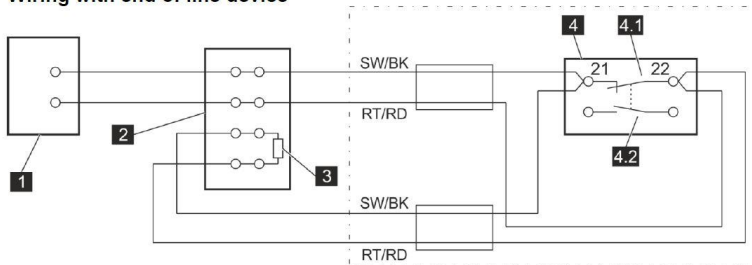 Wiring with end of line device
SW/BK
RT/RD
4
4.1
21
22
2
1
3
4.2
SW/BK
RT/RD